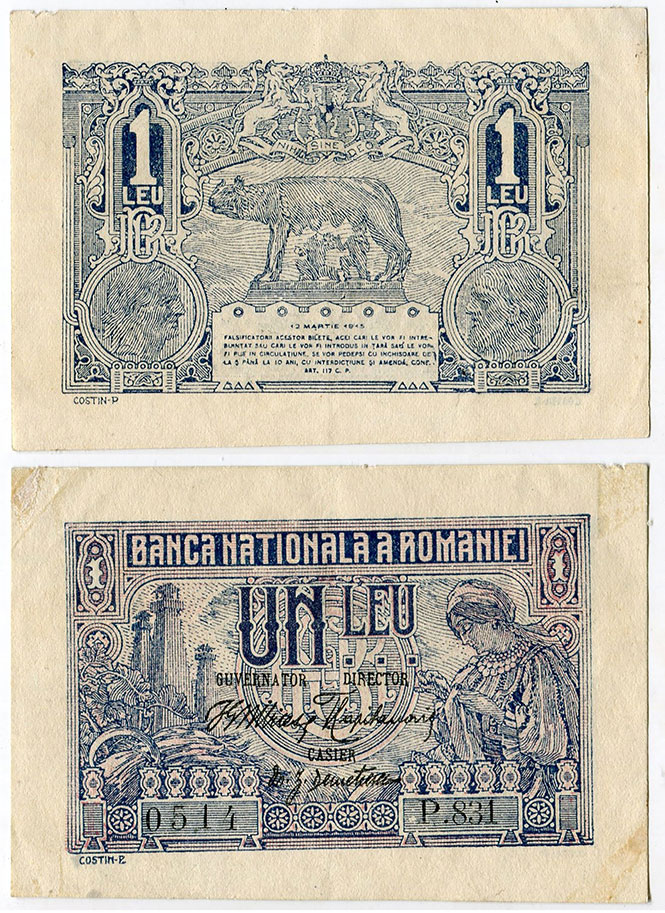 NIHIL SINE DEO
1 1
LEU LEU
12 MARTIE 1915
FALSIFICATORII ACESTOR BILETE, ACEI CARI LE VOR FI INTRE-
BUINTAT SAU CARI LE VOR FI INTRODUS IN ȚARĂ SAU LE VOR
FI PUS IN CIRCULAȚIUNE, SE VOR PEDEPSI CU INCHISOARE DE
LA 5 PÂNĂ LA 10 ANI, CU INTERDICȚIUNE ȘI AMENDĂ, CONF.
ART. 117 C. P.
COSTIN-P.
BANCA NATIONALA A ROMANIEI
1 1
UN LEU
GUVERNATOR DIRECTOR
CASIER
0514 P.831
COSTIN-P.